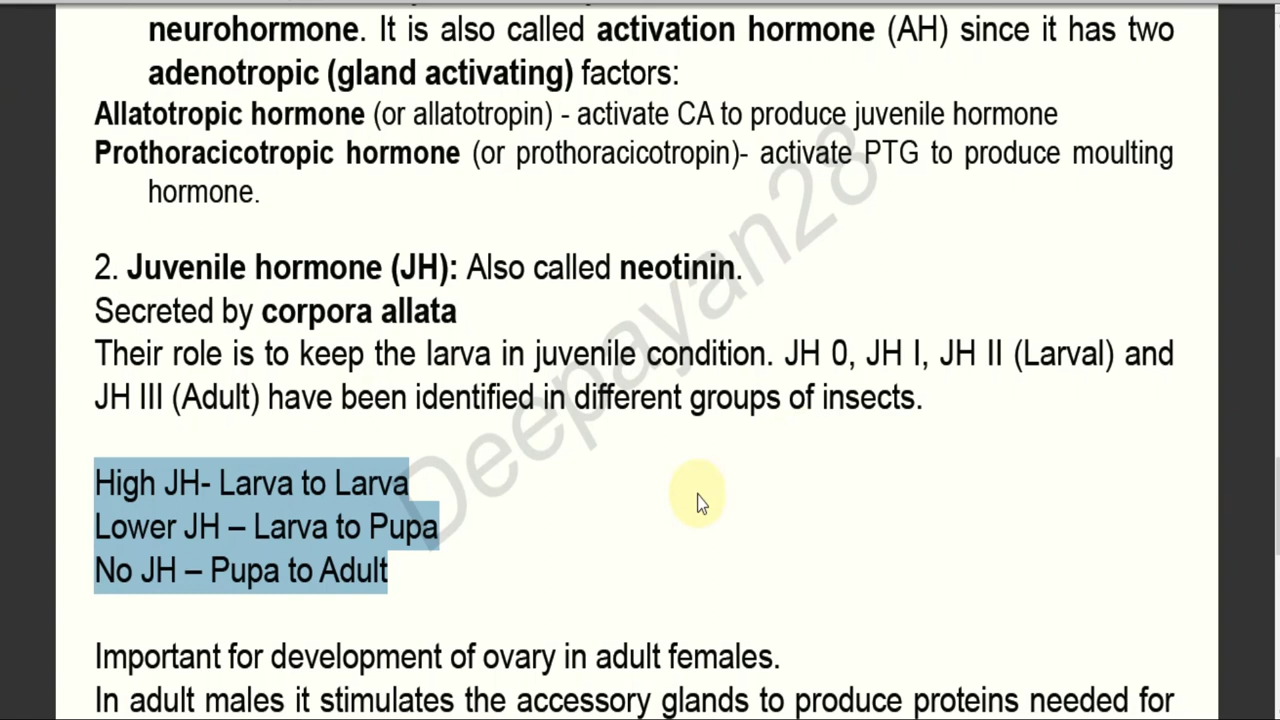 neurohormone. It is also called activation hormone (AH) since it has two
adenotropic (gland activating) factors:
Allatotropic hormone (or allatotropin) - activate CA to produce juvenile hormone
Prothoracicotropic hormone (or prothoracicotropin)- activate PTG to produce moulting
hormone.
2. Juvenile hormone (JH): Also called neotinin.
Secreted by corpora allata
Their role is to keep the larva in juvenile condition. JH 0, JH I, JH II (Larval) and
JH III (Adult) have been identified in different groups of insects.
High JH- Larva to Larva
Lower JH – Larva to Pupa
No JH – Pupa to Adult
Important for development of ovary in adult females.
In adult males it stimulates the accessory glands to produce proteins needed for
Deepayan28